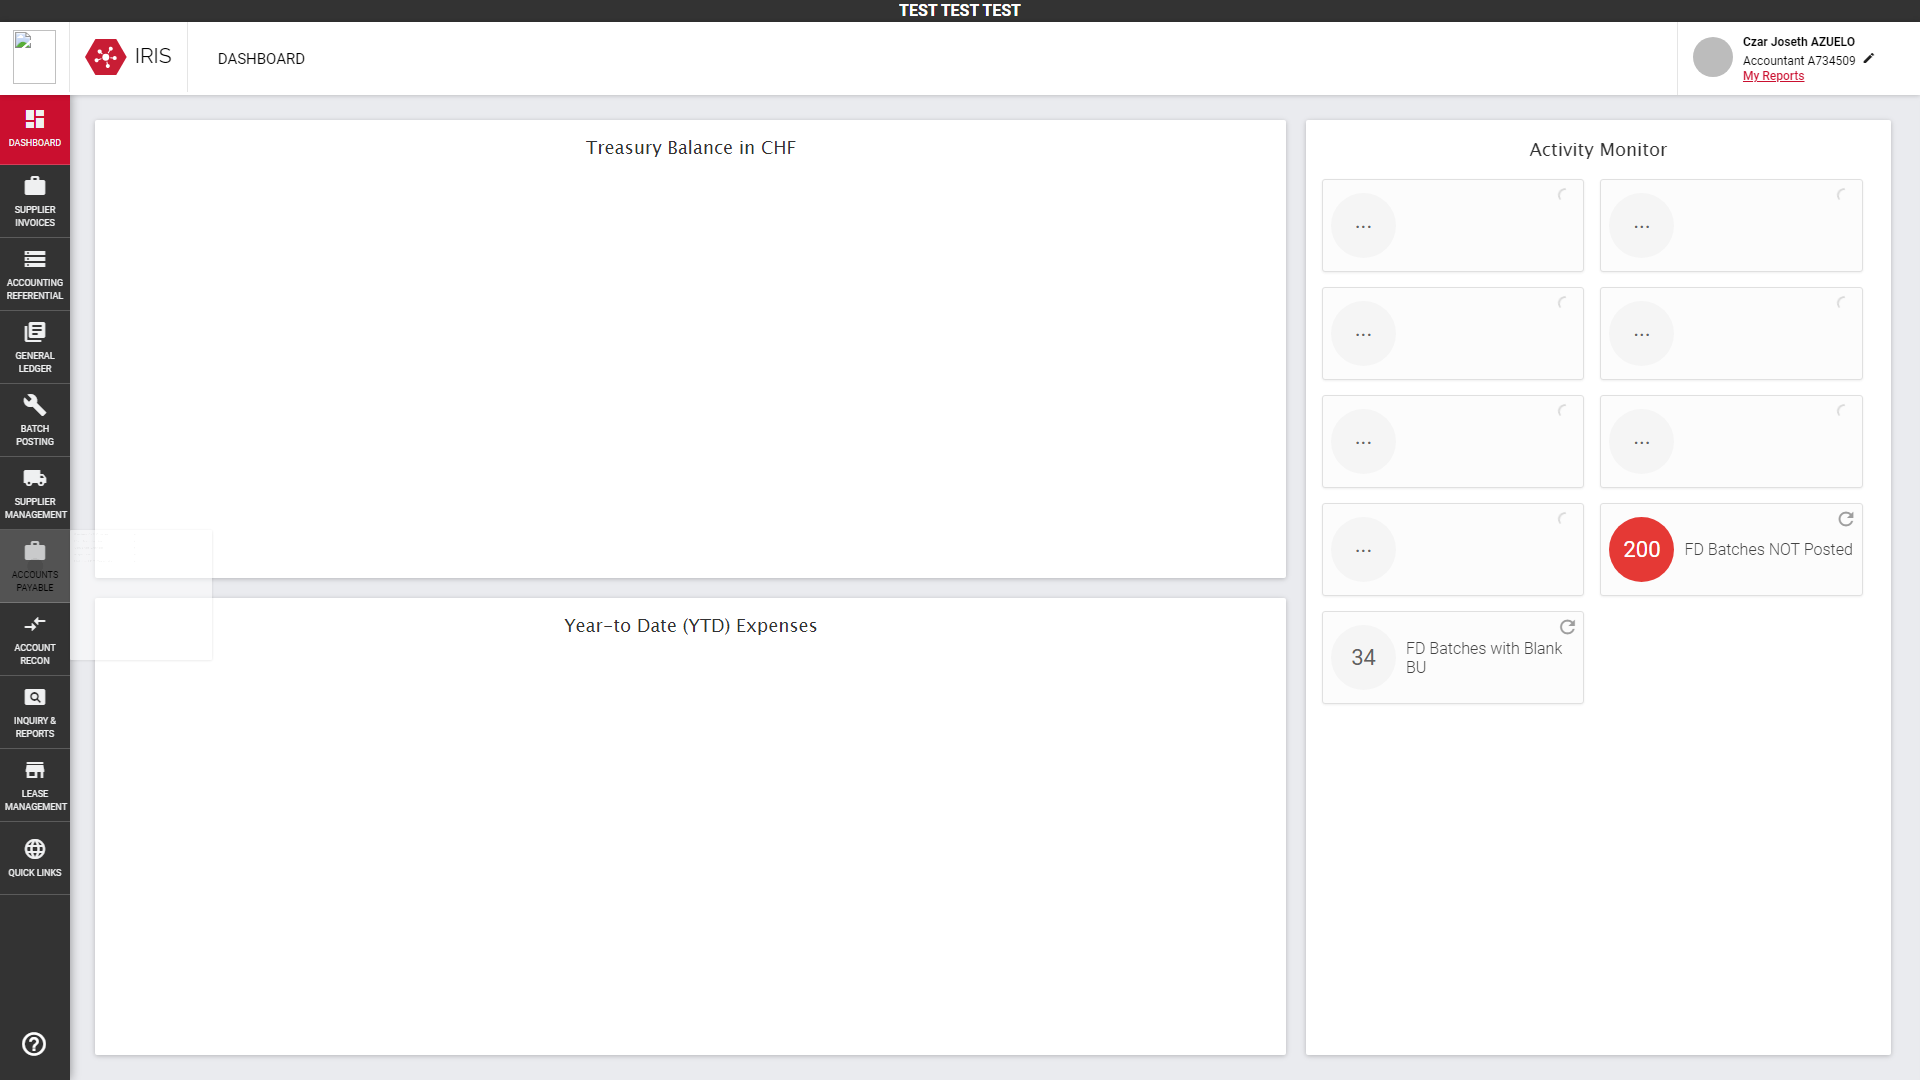 TEST TEST TEST
IRIS
DASHBOARD
Czar Joseth AZUELO
Accountant A734509
My Reports
DASHBOARD
SUPPLIER
INVOICES
ACCOUNTING
REFERENTIAL
GENERAL
LEDGER
BATCH
POSTING
SUPPLIER
MANAGEMENT
ACCOUNTS
PAYABLE
ACCOUNT
RECON
INQUIRY &
REPORTS
LEASE
MANAGEMENT
QUICK LINKS
Treasury Balance in CHF
Year-to Date (YTD) Expenses
Activity Monitor
... ...
... ...
... ...
...
200 FD Batches NOT Posted
34 FD Batches with Blank
BU